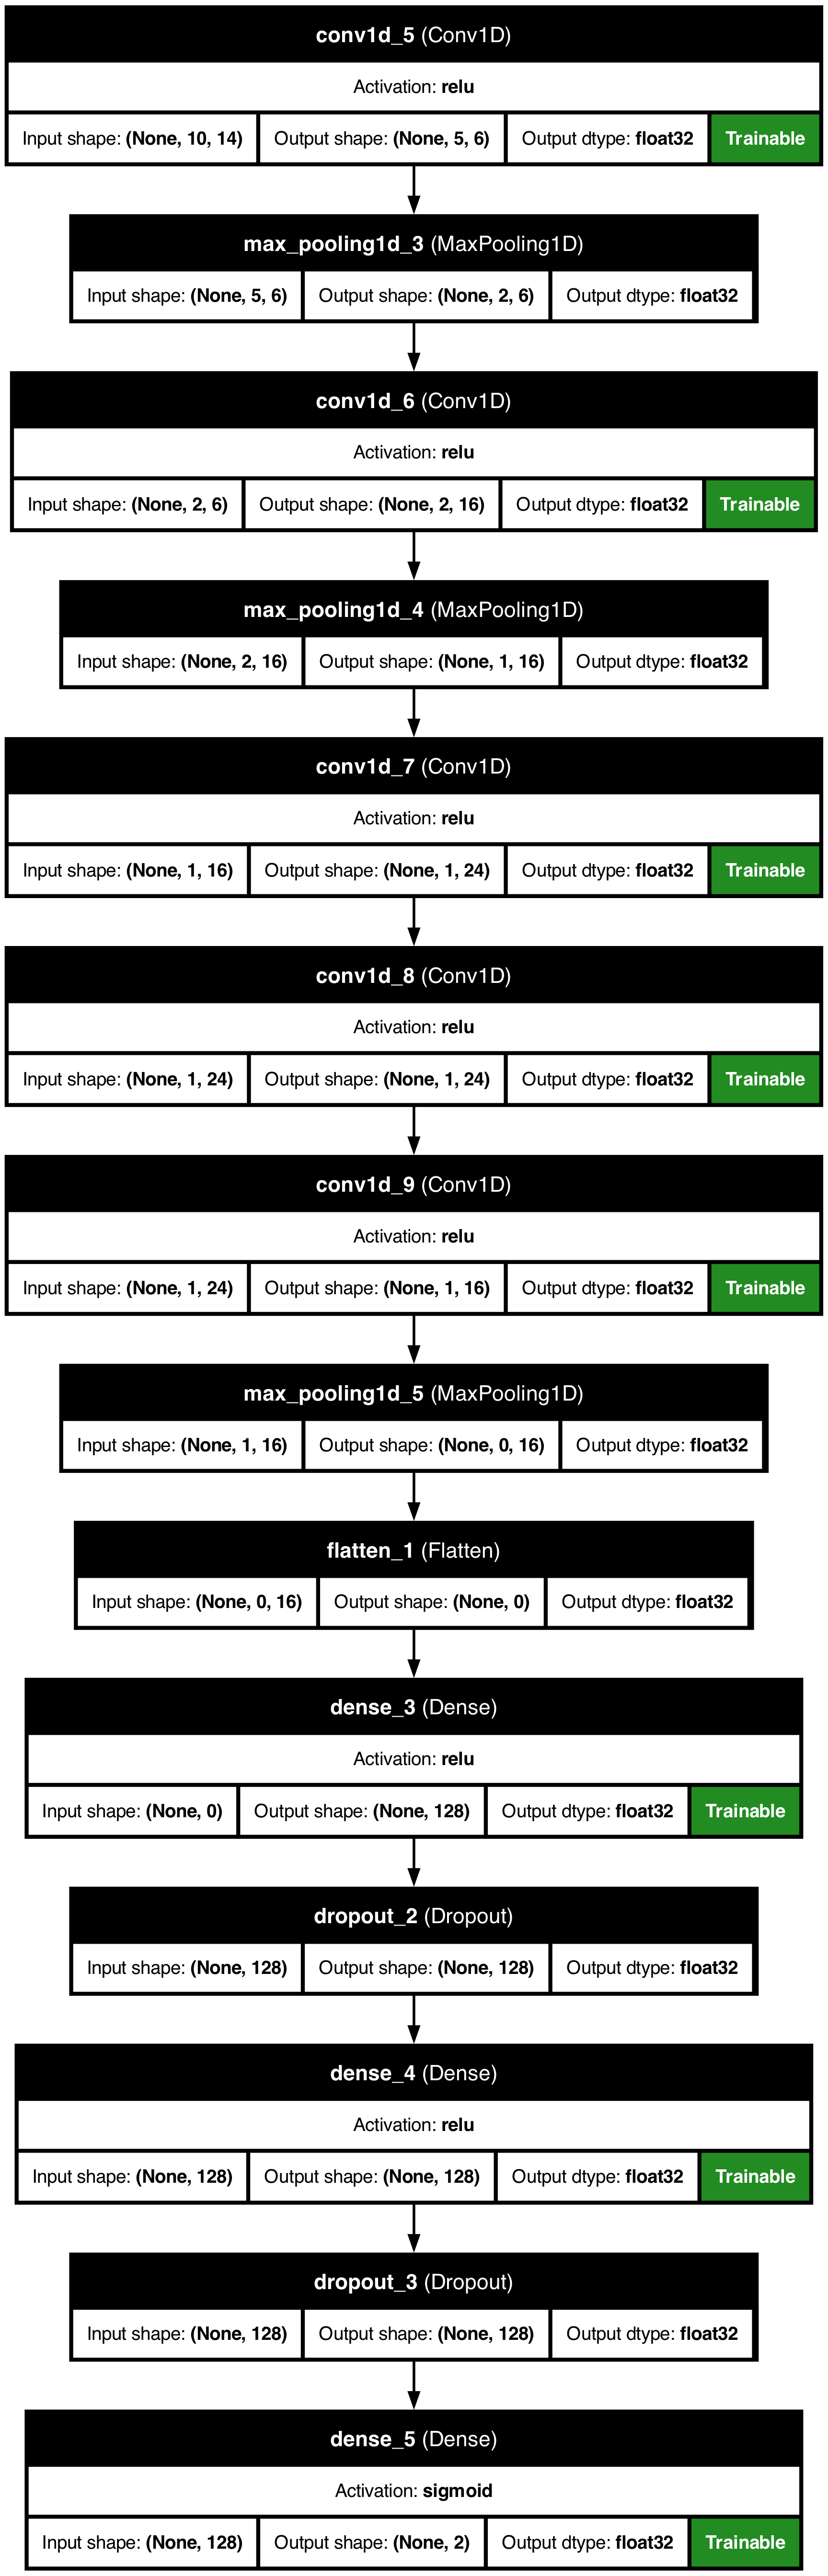 conv1d_5 (Conv1D)
Activation: relu
Input shape: (None, 10, 14) Output shape: (None, 5, 6) Output dtype: float32 Trainable
max_pooling1d_3 (MaxPooling1D)
Input shape: (None, 5, 6) Output shape: (None, 2, 6) Output dtype: float32
conv1d_6 (Conv1D)
Activation: relu
Input shape: (None, 2, 6) Output shape: (None, 2, 16) Output dtype: float32 Trainable
max_pooling1d_4 (MaxPooling1D)
Input shape: (None, 2, 16) Output shape: (None, 1, 16) Output dtype: float32
conv1d_7 (Conv1D)
Activation: relu
Input shape: (None, 1, 16) Output shape: (None, 1, 24) Output dtype: float32 Trainable
conv1d_8 (Conv1D)
Activation: relu
Input shape: (None, 1, 24) Output shape: (None, 1, 24) Output dtype: float32 Trainable
conv1d_9 (Conv1D)
Activation: relu
Input shape: (None, 1, 24) Output shape: (None, 1, 16) Output dtype: float32 Trainable
max_pooling1d_5 (MaxPooling1D)
Input shape: (None, 1, 16) Output shape: (None, 0, 16) Output dtype: float32
flatten_1 (Flatten)
Input shape: (None, 0, 16) Output shape: (None, 0) Output dtype: float32
dense_3 (Dense)
Activation: relu
Input shape: (None, 0) Output shape: (None, 128) Output dtype: float32 Trainable
dropout_2 (Dropout)
Input shape: (None, 128) Output shape: (None, 128) Output dtype: float32
dense_4 (Dense)
Activation: relu
Input shape: (None, 128) Output shape: (None, 128) Output dtype: float32 Trainable
dropout_3 (Dropout)
Input shape: (None, 128) Output shape: (None, 128) Output dtype: float32
dense_5 (Dense)
Activation: sigmoid
Input shape: (None, 128) Output shape: (None, 2) Output dtype: float32 Trainable